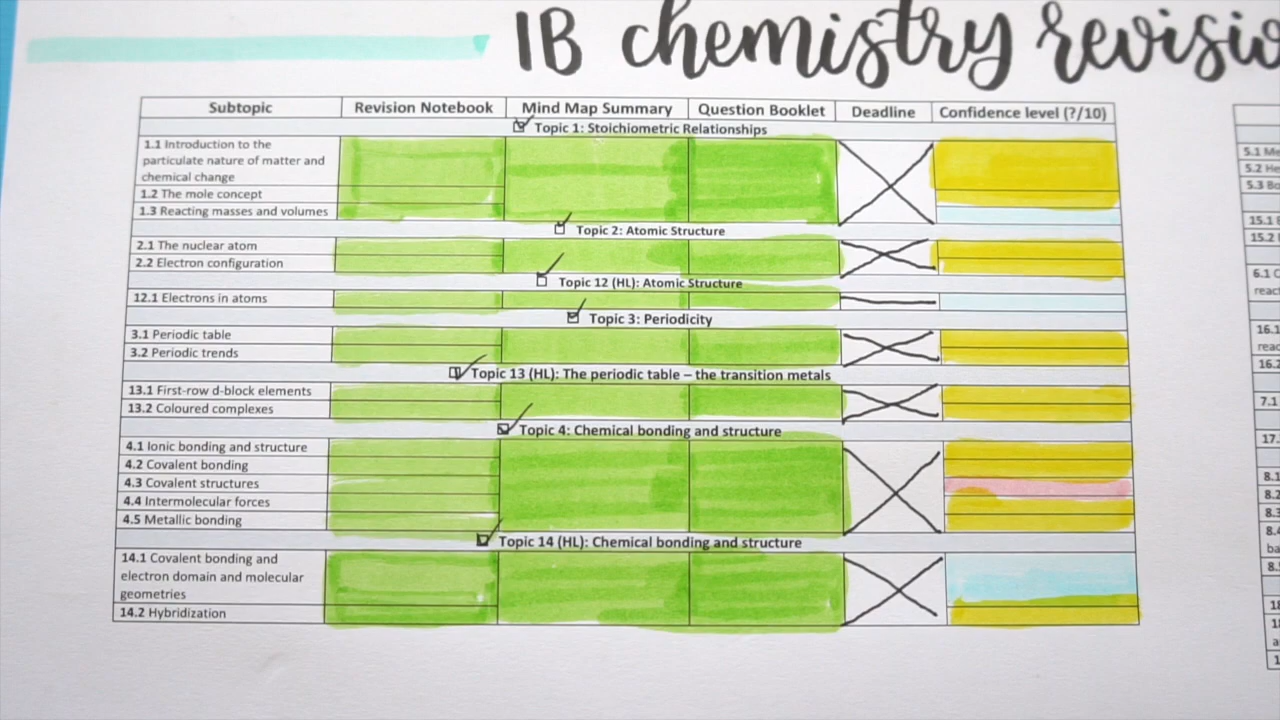 IB chemistry revisio
Subtopic Revision Notebook Mind Map Summary Question Booklet Deadline Confidence level (?/10)
Topic 1: Stoichiometric Relationships
1.1 Introduction to the
particulate nature of matter and
chemical change
1.2 The mole concept
1.3 Reacting masses and volumes
Topic 2: Atomic Structure
2.1 The nuclear atom
2.2 Electron configuration
Topic 12 (HL): Atomic Structure
12.1 Electrons in atoms
Topic 3: Periodicity
3.1 Periodic table
3.2 Periodic trends
Topic 13 (HL): The periodic table – the transition metals
13.1 First-row d-block elements
13.2 Coloured complexes
Topic 4: Chemical bonding and structure
4.1 Ionic bonding and structure
4.2 Covalent bonding
4.3 Covalent structures
4.4 Intermolecular forces
4.5 Metallic bonding
Topic 14 (HL): Chemical bonding and structure
14.1 Covalent bonding and
electron domain and molecular
geometries
14.2 Hybridization
5.1 Me
5.2 He
5.3 Bo
15.1
15.2
6.1 C
reac
16.1
reac
16.2
7.1
17.
8.1
8.2
8.3
8.4
ba
8.